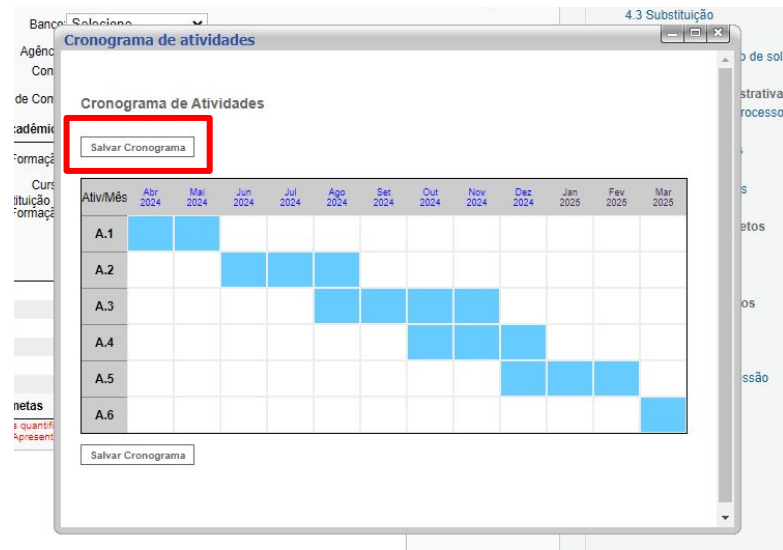 4.3 Substituição
Banco: Selecione
Cronograma de atividades
Agênc
o de sol
Con
de Con
strativa
Cronograma de Atividades
rocesso
cadêmic
Salvar Cronograma
Formaçã
Curs
Ativ/Mês Abr 2024 Mai 2024 Jun 2024 Jul 2024 Ago 2024 Set 2024 Out 2024 Nov 2024 Dez 2024 Jan 2025 Fev 2025 Mar 2025
s
tituição
Formaçã
A.1
etos
A.2
A.3
os
A.4
A.5
ssão
metas
A.6
s quantifi
Apresent
Salvar Cronograma